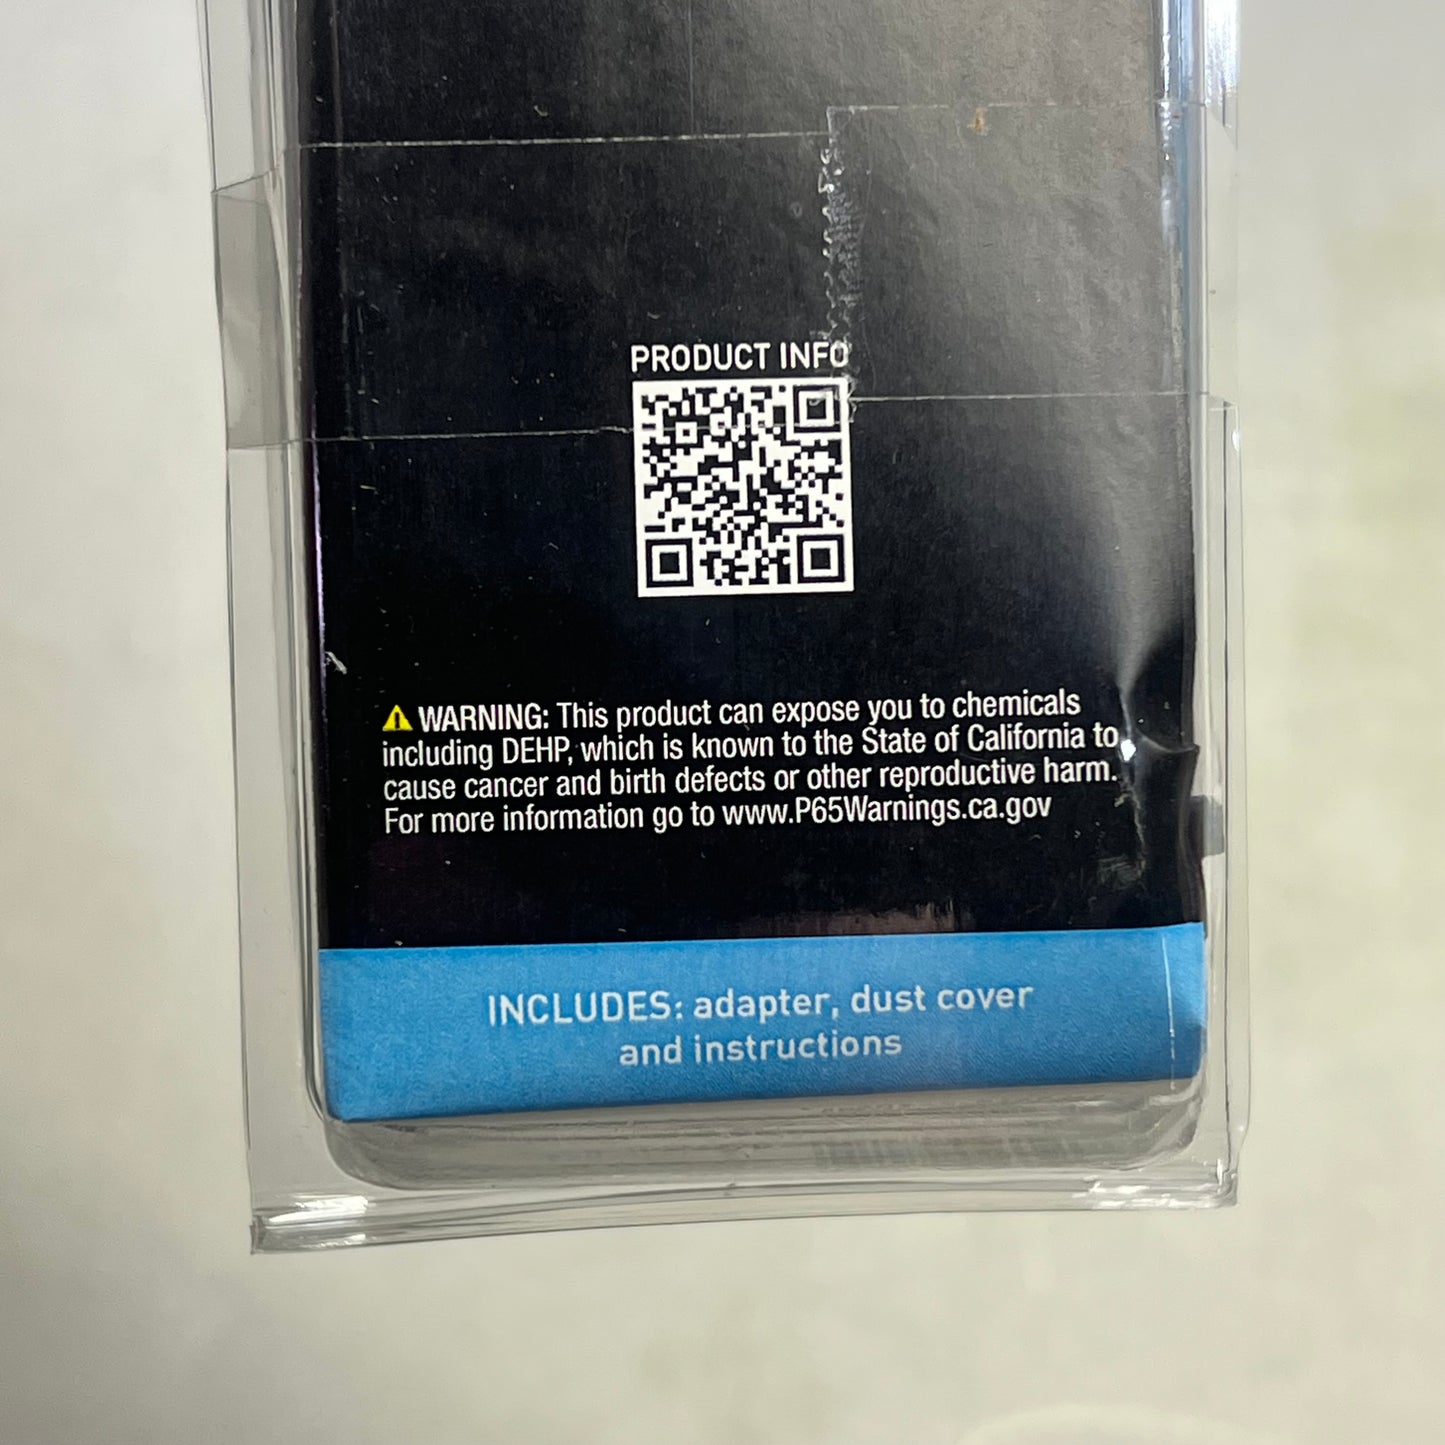 PRODUCT INFO
WARNING: This product can expose you to chemicals
including DEHP, which is known to the State of California to
cause cancer and birth defects or other reproductive harm.
For more information go to www.P65Warnings.ca.gov
INCLUDES: adapter, dust cover
and instructions